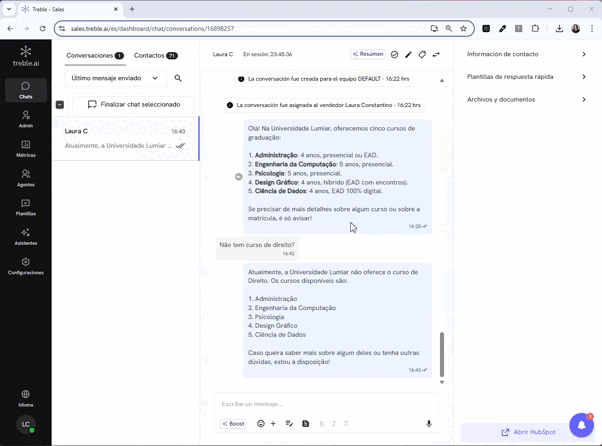 Treble - Sales
sales.treble.ai/es/dashboard/chat/conversations/16898257
treble.ai
Chats
Admin
Métricas
Agentes
Plantillas
Asistentes
Configuraciones
Idioma
LC
Conversaciones 1
Contactos 71
Último mensaje enviado
Finalizar chat seleccionado
Laura C
16:43
Atualmente, a Universidade Lumiar ...
Laura C
En sesión: 23:45:36
Resumen
La conversación fue creada para el equipo DEFAULT - 16:22 hrs
La conversación fue asignada al vendedor Laura Constantino - 16:22 hrs
Olá! Na Universidade Lumiar, oferecemos cinco cursos de
graduação:
1. Administração: 4 anos, presencial ou EAD.
2. Engenharia da Computação: 5 anos, presencial.
3. Psicologia: 5 anos, presencial.
4. Design Gráfico: 4 anos, híbrido (EAD com encontros).
5. Ciência de Dados: 4 anos, EAD 100% digital.
Se precisar de mais detalhes sobre algum curso ou sobre a
matrícula, é só avisar!
16:25
Não tem curso de direito?
16:42
Atualmente, a Universidade Lumiar não oferece o curso de
Direito. Os cursos disponíveis são:
1. Administração
2. Engenharia da Computação
3. Psicologia
4. Design Gráfico
5. Ciência de Dados
Caso queira saber mais sobre algum deles ou tenha outras
dúvidas, estou à disposição!
16:43
Escribe un mensaje...
Boost
B I S
Información de contacto
Plantillas de respuesta rápida
Archivos y documentos
Abrir HubSpot
1